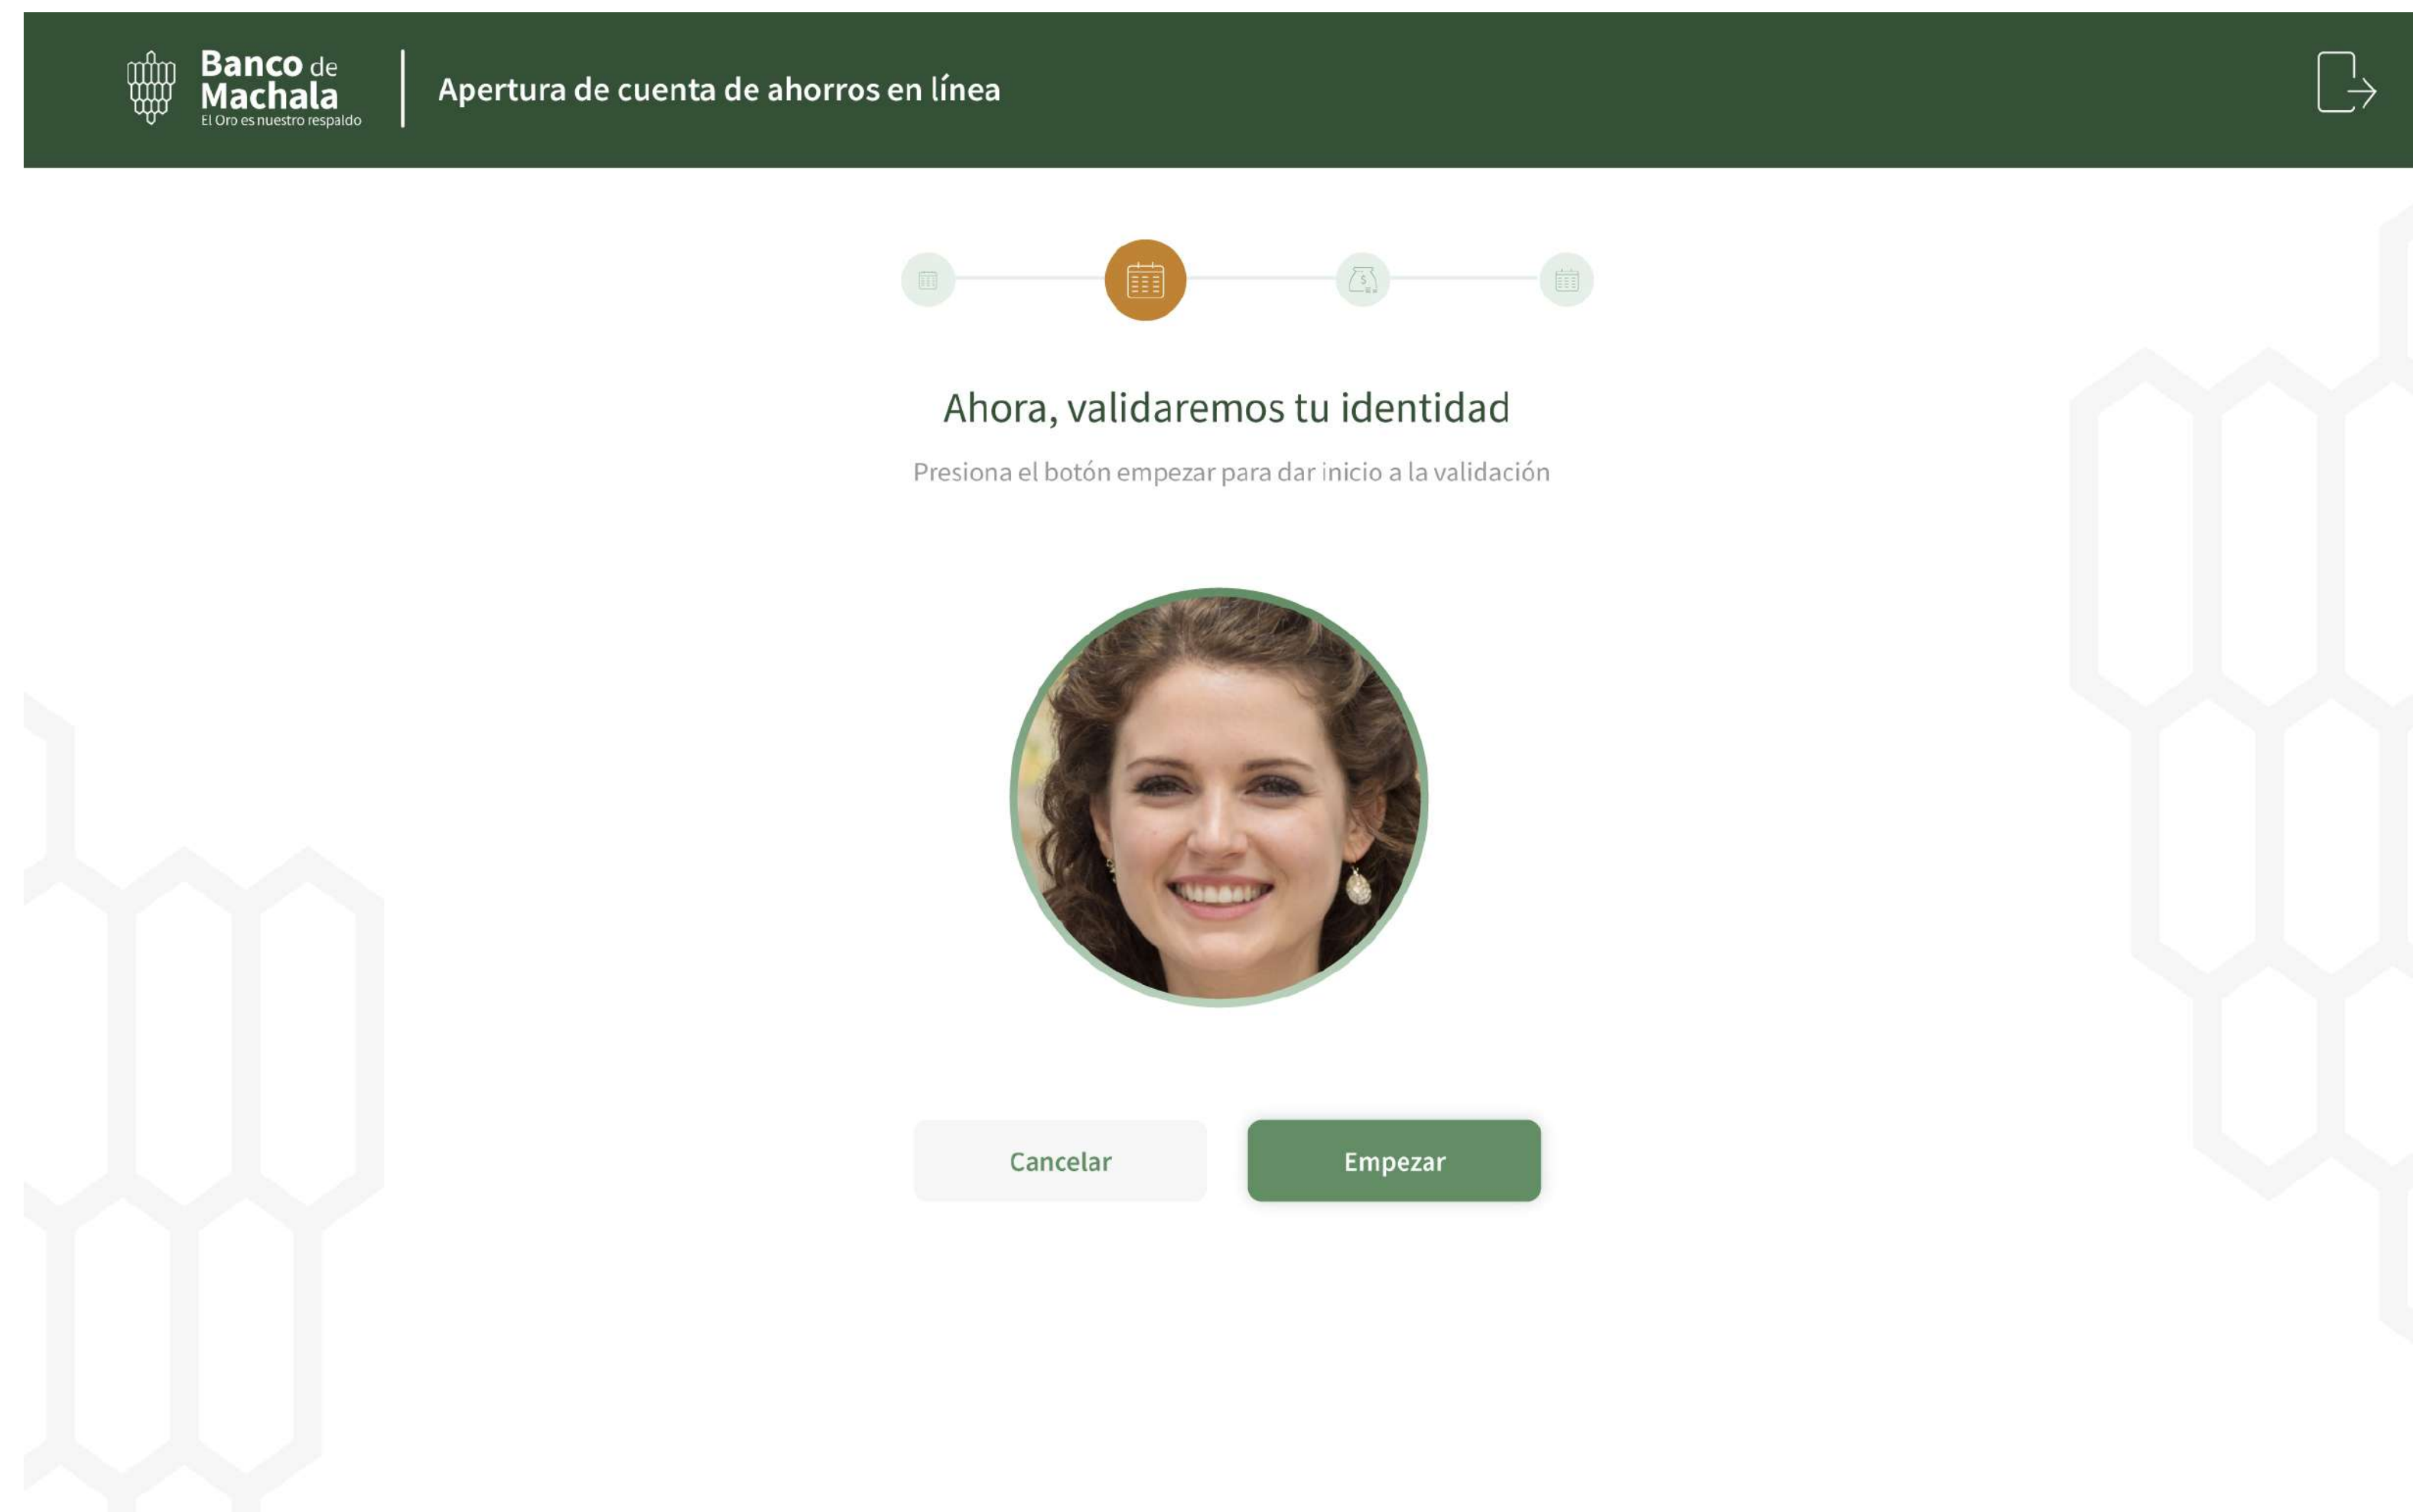 Banco de
Machala
El Oro es nuestro respaldo
Apertura de cuenta de ahorros en línea
Ahora, validaremos tu identidad
Presiona el botón empezar para dar inicio a la validación
Cancelar
Empezar